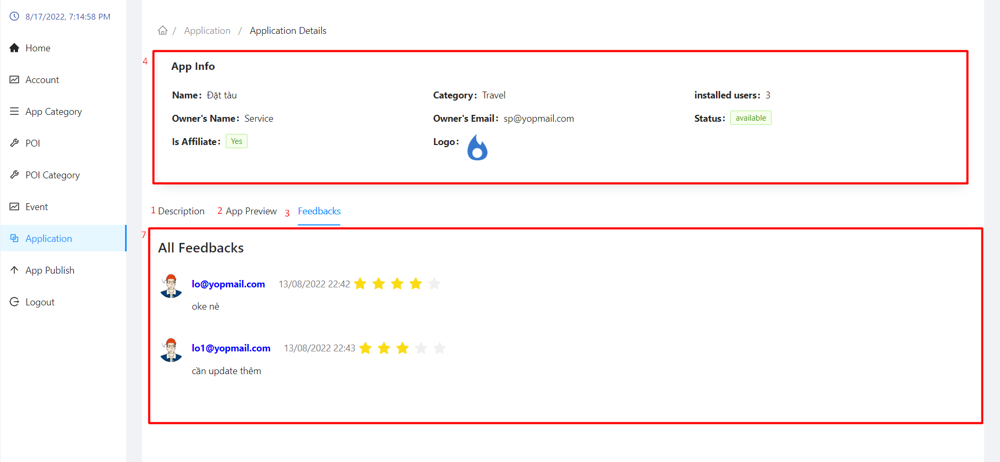 8/17/2022, 7:14:58 PM
Home
Account
App Category
POI
POI Category
Event
Application
App Publish
Logout
/ Application / Application Details
4
App Info
Name: Đặt tàu
Category: Travel
installed users: 3
Owner's Name: Service
Owner's Email: sp@yopmail.com
Status: available
Is Affiliate: Yes
Logo:
1 Description 2 App Preview 3 Feedbacks
7
All Feedbacks
lo@yopmail.com 13/08/2022 22:42
oke nè
lo1@yopmail.com 13/08/2022 22:43
cần update thêm